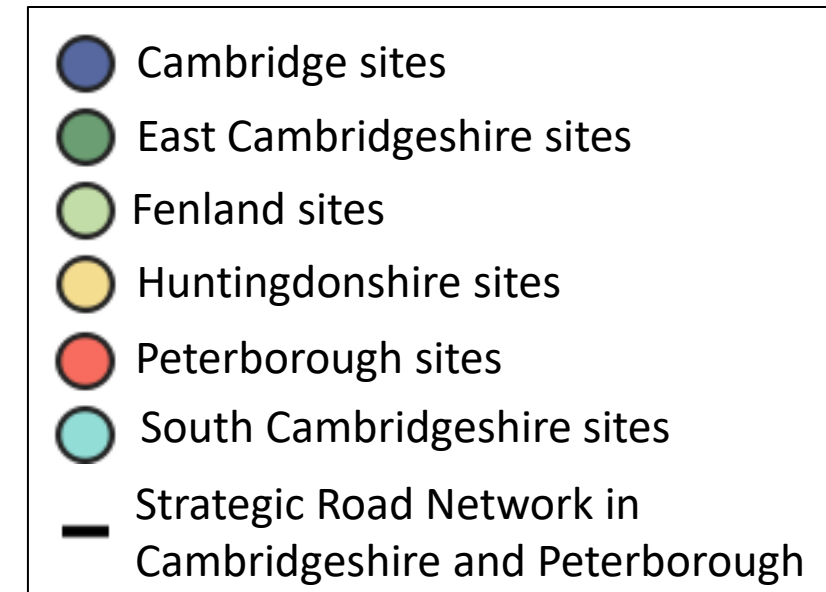 Cambridge sites
East Cambridgeshire sites
Fenland sites
Huntingdonshire sites
Peterborough sites
South Cambridgeshire sites
Strategic Road Network in
Cambridgeshire and Peterborough